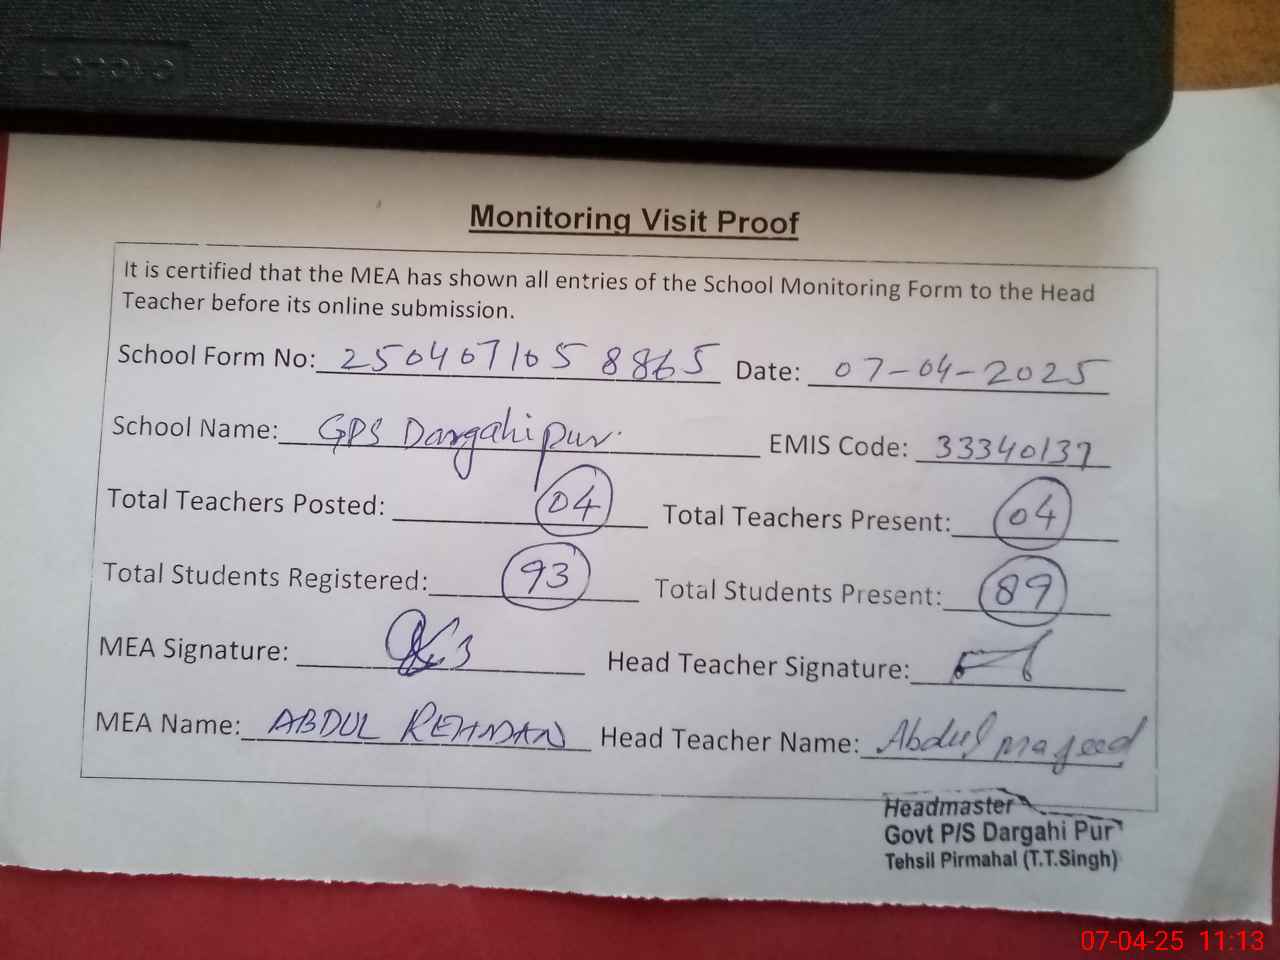 Lenovo
Monitoring Visit Proof
It is certified that the MEA has shown all entries of the School Monitoring Form to the Head
Teacher before its online submission.
School Form No: 2504071058865 Date: 07-04-2025
School Name: GPS Dargahipur EMIS Code: 33340137
Total Teachers Posted: 04 Total Teachers Present: 04
Total Students Registered: 93 Total Students Present: 89
MEA Signature: Head Teacher Signature:
MEA Name: ABDUL REHMAN Head Teacher Name: Abdul majeed
Headmaster
Govt P/S Dargahi Pur
Tehsil Pirmahal (T.T.Singh)
07-04-25 11:13